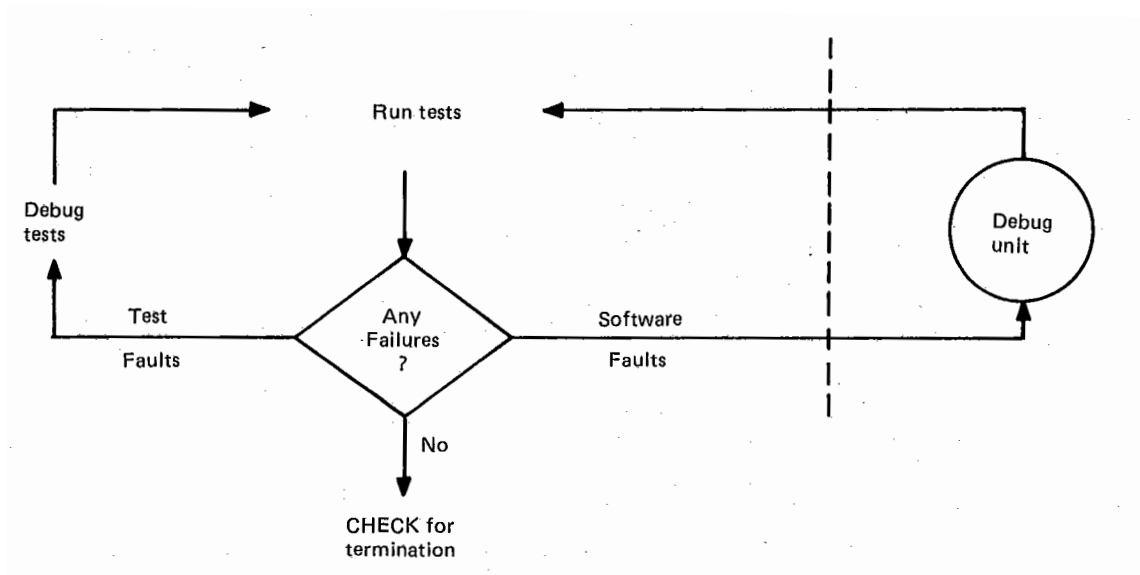 Run tests
Debug
tests
Debug
unit
Any
Failures
?
Test
Faults
Software
Faults
No
CHECK for
termination